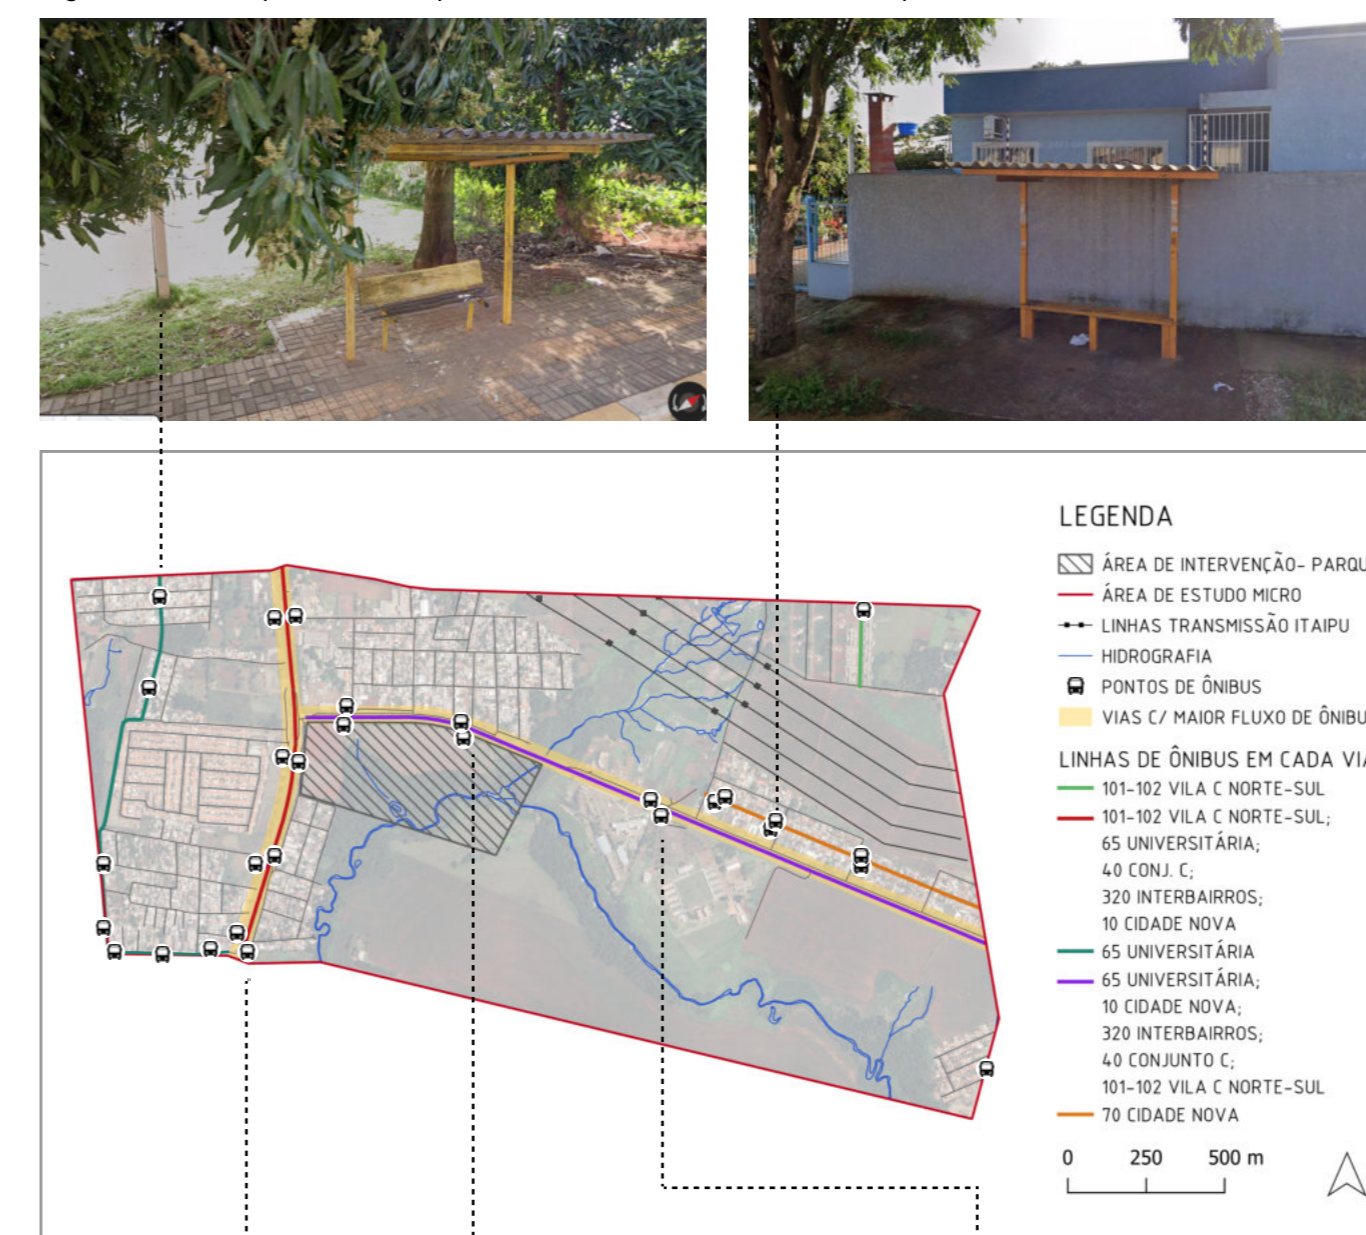 LEGENDA
ÁREA DE INTERVENÇÃO- PARQU
ÁREA DE ESTUDO MICRO
LINHAS TRANSMISSÃO ITAIPU
HIDROGRAFIA
PONTOS DE ÔNIBUS
VIAS C/ MAIOR FLUXO DE ÔNIBU
LINHAS DE ÔNIBUS EM CADA VIA
101-102 VILA C NORTE-SUL
101-102 VILA C NORTE-SUL;
65 UNIVERSITÁRIA;
40 CONJ. C;
320 INTERBAIRROS;
10 CIDADE NOVA
65 UNIVERSITÁRIA
65 UNIVERSITÁRIA;
10 CIDADE NOVA;
320 INTERBAIRROS;
40 CONJUNTO C;
101-102 VILA C NORTE-SUL
70 CIDADE NOVA
0 250 500 m